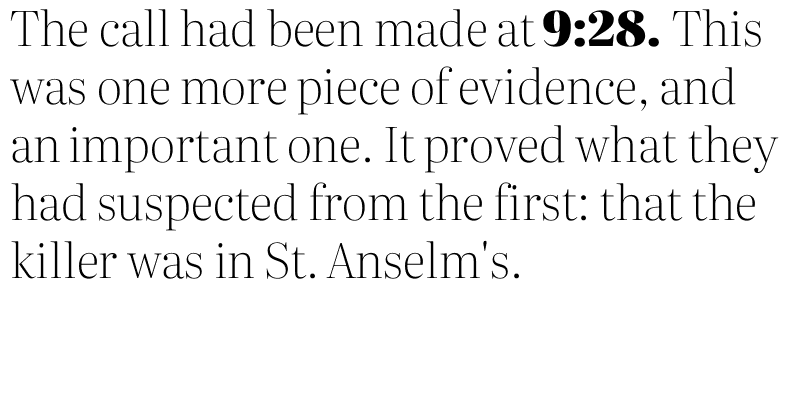 The call had been made at 9:28. This
was one more piece of evidence, and
an important one. It proved what they
had suspected from the first: that the
killer was in St. Anselm's.